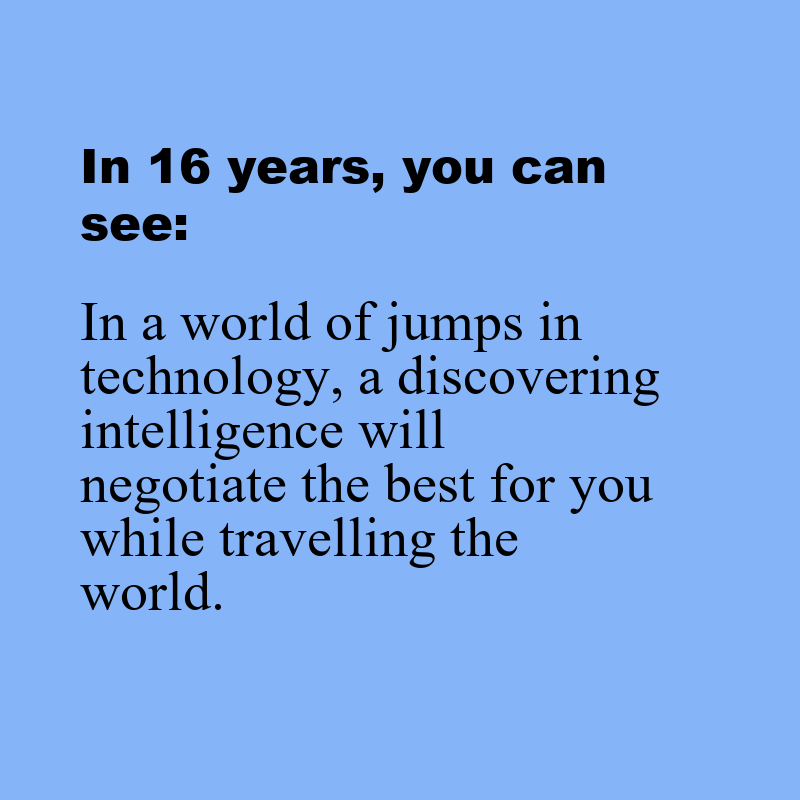 In 16 years, you can
see:
In a world of jumps in
technology, a discovering
intelligence will
negotiate the best for you
while travelling the
world.